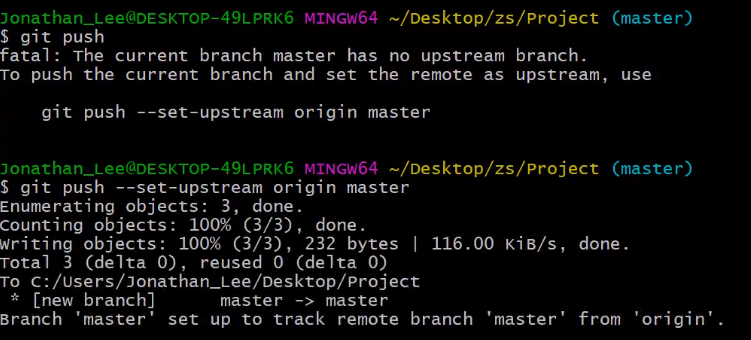 Jonathan_Lee@DESKTOP-49LPRK6 MINGW64 ~/Desktop/zs/Project (master)
$ git push
fatal: The current branch master has no upstream branch.
To push the current branch and set the remote as upstream, use
    git push --set-upstream origin master
Jonathan_Lee@DESKTOP-49LPRK6 MINGW64 ~/Desktop/zs/Project (master)
$ git push --set-upstream origin master
Enumerating objects: 3, done.
Counting objects: 100% (3/3), done.
Writing objects: 100% (3/3), 232 bytes | 116.00 KiB/s, done.
Total 3 (delta 0), reused 0 (delta 0)
To C:/Users/Jonathan_Lee/Desktop/Project
 * [new branch]      master -> master
Branch 'master' set up to track remote branch 'master' from 'origin'.